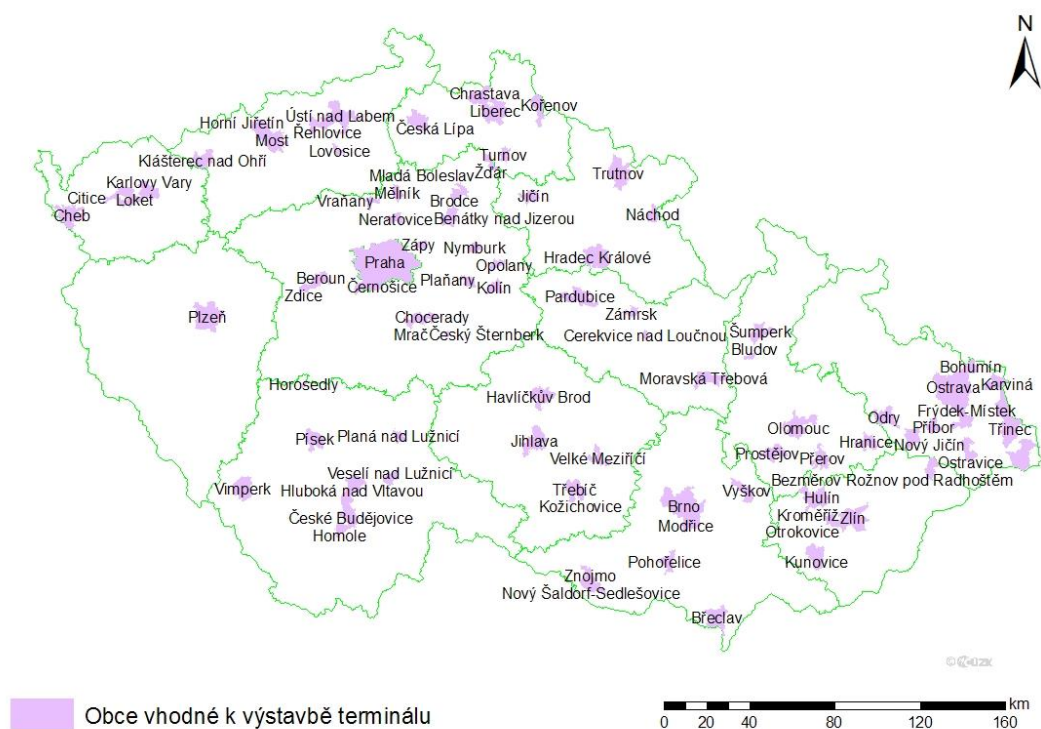 N
Chrastava
Liberec
Kořenov
Ústí nad Labem
Horní Jiřetín
Řehlovice
Česká Lípa
Most
Lovosice
Turnov
Klášterec nad Ohří
Žďár
Mladá Boleslav
Trutnov
Karlovy Vary
Mělník
Citice
Loket
Vraňany
Brodce
Jičín
Cheb
Neratovice
Benátky nad Jizerou
Náchod
Zápy
Nymburk
Hradec Králové
Praha
Opolany
Beroun
Plaňany
Černošice
Kolín
Zdice
Pardubice
Plzeň
Chocerady
Zámrsk
Mrač
Český Šternberk
Cerekvice nad Loučnou
Šumperk
Bludov
Bohumín
Moravská Třebová
Horosedly
Ostrava
Karviná
Havlíčkův Brod
Frýdek-Místek
Odry
Příbor
Třinec
Olomouc
Písek
Planá nad Lužnicí
Jihlava
Hranice
Nový Jičín
Prostějov
Přerov
Velké Meziříčí
Ostravice
Veselí nad Lužnicí
Bezměrov
Rožnov pod Radhoštěm
Vimperk
Hluboká nad Vltavou
Třebíč
Vyškov
Hulín
Kožichovice
Brno
České Budějovice
Kroměříž
Zlín
Modřice
Otrokovice
Homole
Pohořelice
Kunovice
Znojmo
Nový Šaldorf-Sedlešovice
Břeclav
Obce vhodné k výstavbě terminálu
km
0 20 40 80 120 160